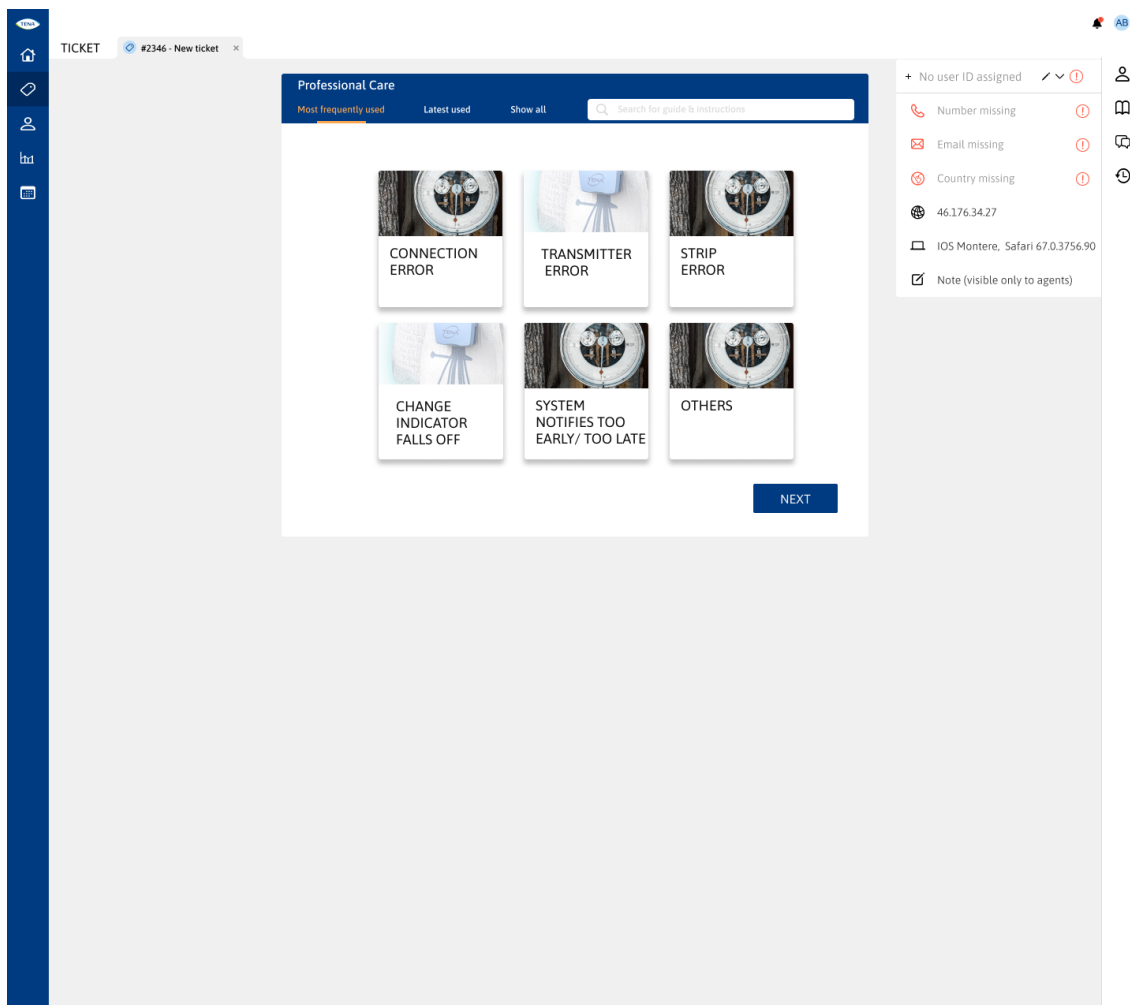 TENA
AB
TICKET
#2346 - New ticket ×
Professional Care
Most frequently used
Latest used
Show all
Search for guide & instructions
CONNECTION
ERROR
TENA
TRANSMITTER
ERROR
STRIP
ERROR
TENA
CHANGE
INDICATOR
FALLS OFF
SYSTEM
NOTIFIES TOO
EARLY/ TOO LATE
OTHERS
NEXT
+ No user ID assigned
Number missing
Email missing
Country missing
46.176.34.27
IOS Montere, Safari 67.0.3756.90
Note (visible only to agents)